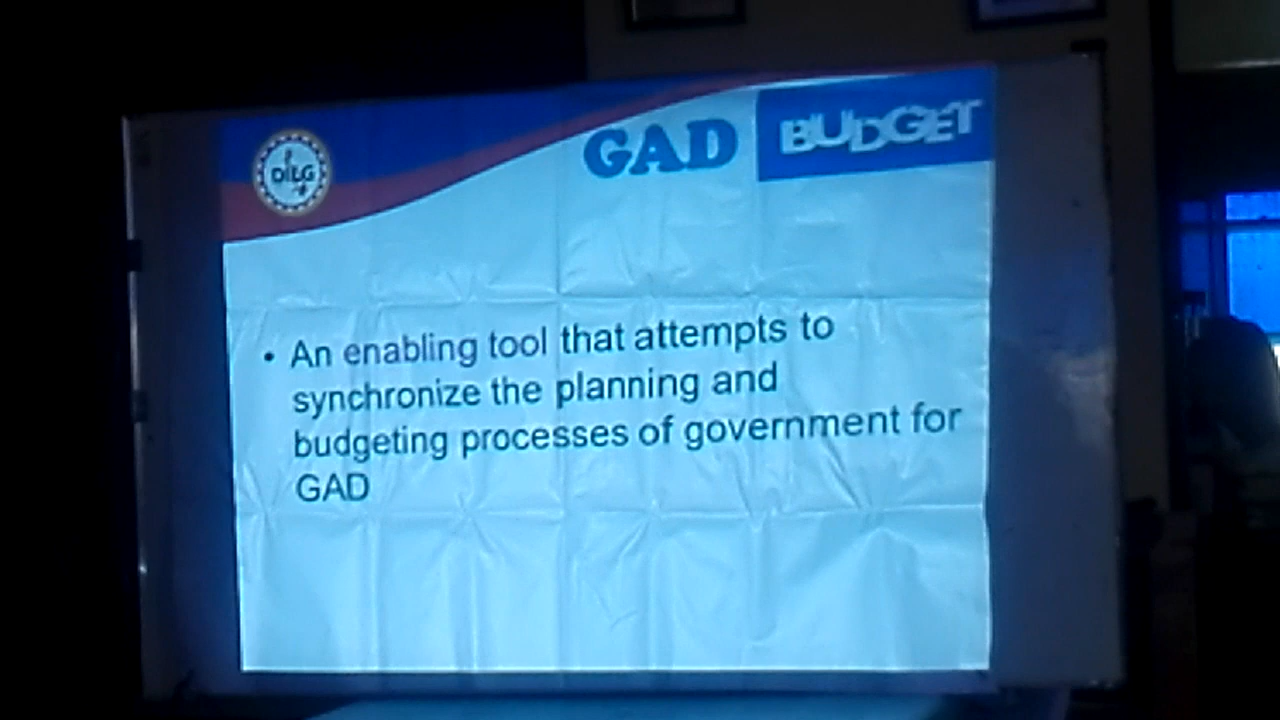 DILG
GAD BUDGET
• An enabling tool that attempts to
synchronize the planning and
budgeting processes of government for
GAD